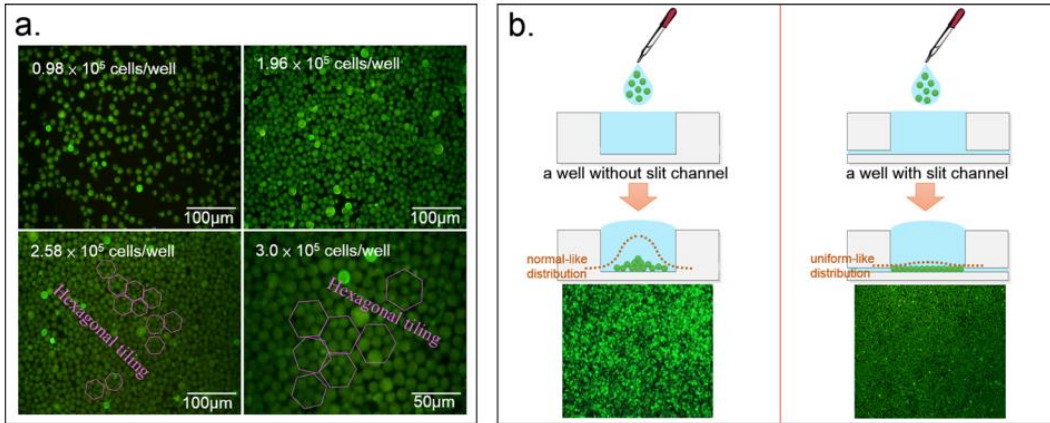 a.
0.98 × 10⁵ cells/well
100μm
1.96 × 10⁵ cells/well
100μm
2.58 × 10⁵ cells/well
Hexagonal tiling
100μm
3.0 × 10⁵ cells/well
Hexagonal tiling
50μm
b.
a well without slit channel
normal-like
distribution
a well with slit channel
uniform-like
distribution